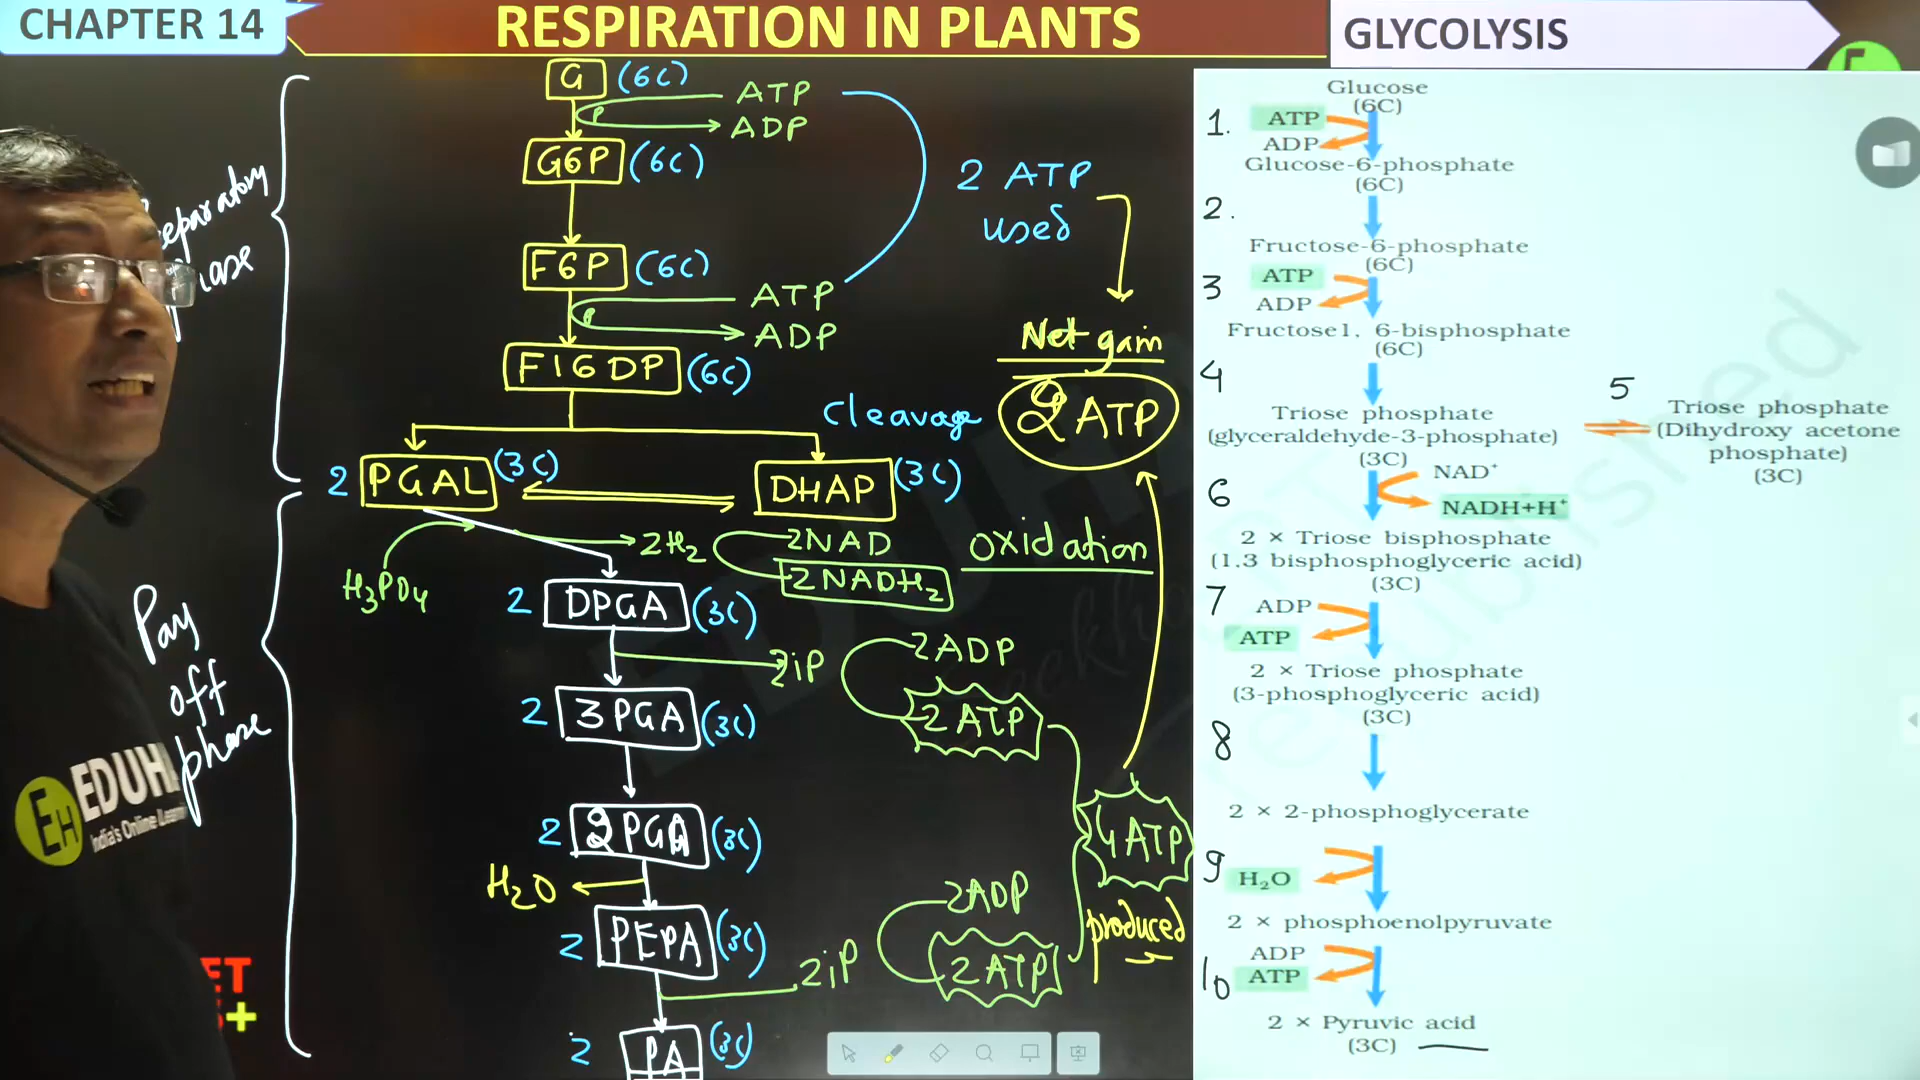 CHAPTER 14
RESPIRATION IN PLANTS
GLYCOLYSIS
G (6C)
ATP
ADP
P
G6P (6C)
F6P (6C)
ATP
ADP
P
F16DP (6C)
2 ATP
used
Net gain
2 ATP
cleavage
2 PGAL (3C)
DHAP (3C)
H3PO4
2H2
2NAD
2NADH2
oxidation
2 DPGA (3C)
2iP
2ADP
2 ATP
2 3PGA (3C)
2 2PGA (3C)
H2O
4 ATP
produced
2 PEPA (3C)
2iP
2ADP
2 ATP
2 PA (3C)
Pay
off
phase
EDUH
India's Online Lear
EH
ET
+
1.
Glucose
(6C)
ATP
ADP
Glucose-6-phosphate
(6C)
2.
Fructose-6-phosphate
(6C)
3
ATP
ADP
Fructose1, 6-bisphosphate
(6C)
4
Triose phosphate
(glyceraldehyde-3-phosphate)
(3C)
5
Triose phosphate
(Dihydroxy acetone
phosphate)
(3C)
6
NAD+
NADH+H+
2 × Triose bisphosphate
(1,3 bisphosphoglyceric acid)
(3C)
7
ADP
ATP
2 × Triose phosphate
(3-phosphoglyceric acid)
(3C)
8
2 × 2-phosphoglycerate
9
H2O
2 × phosphoenolpyruvate
10
ADP
ATP
2 × Pyruvic acid
(3C)